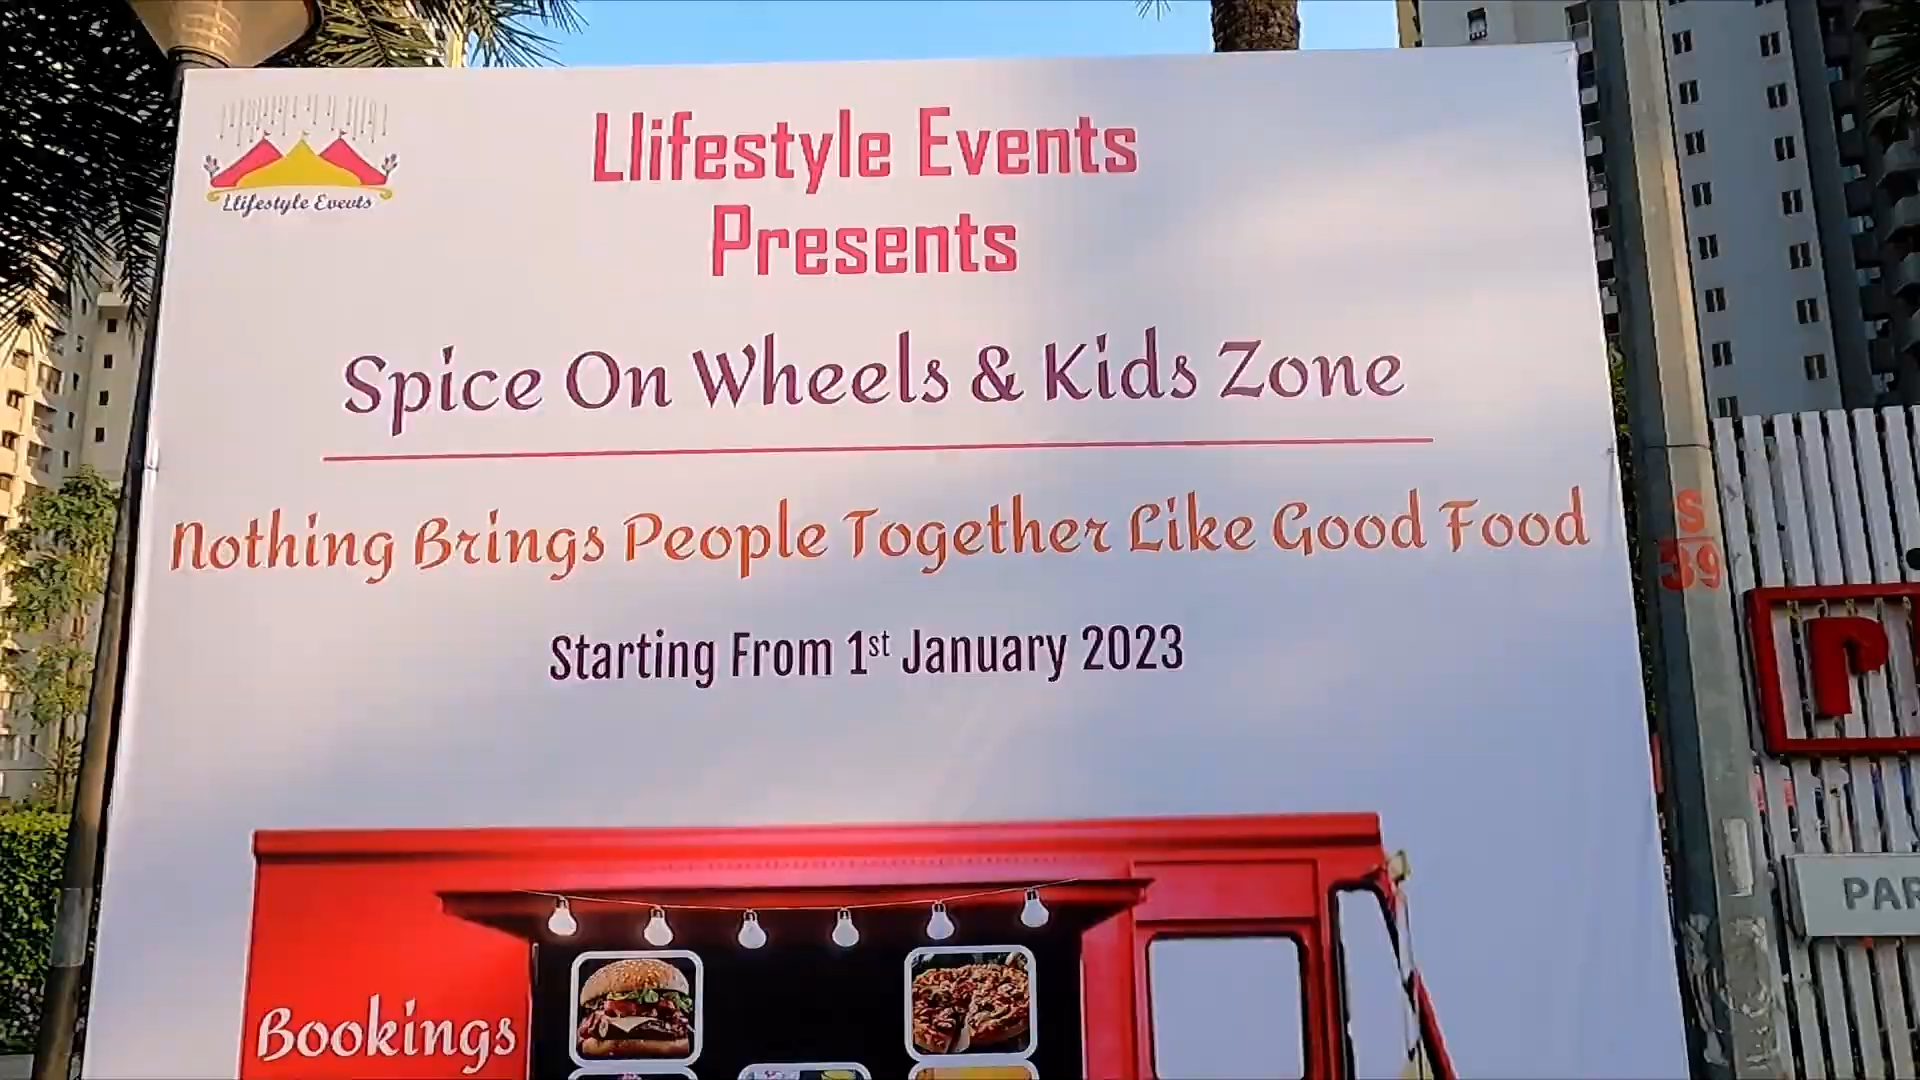 Llifestyle Events
Llifestyle Events
Presents
Spice On Wheels & Kids Zone
Nothing Brings People Together Like Good Food
Starting From 1st January 2023
S
39
P
PAR
Bookings